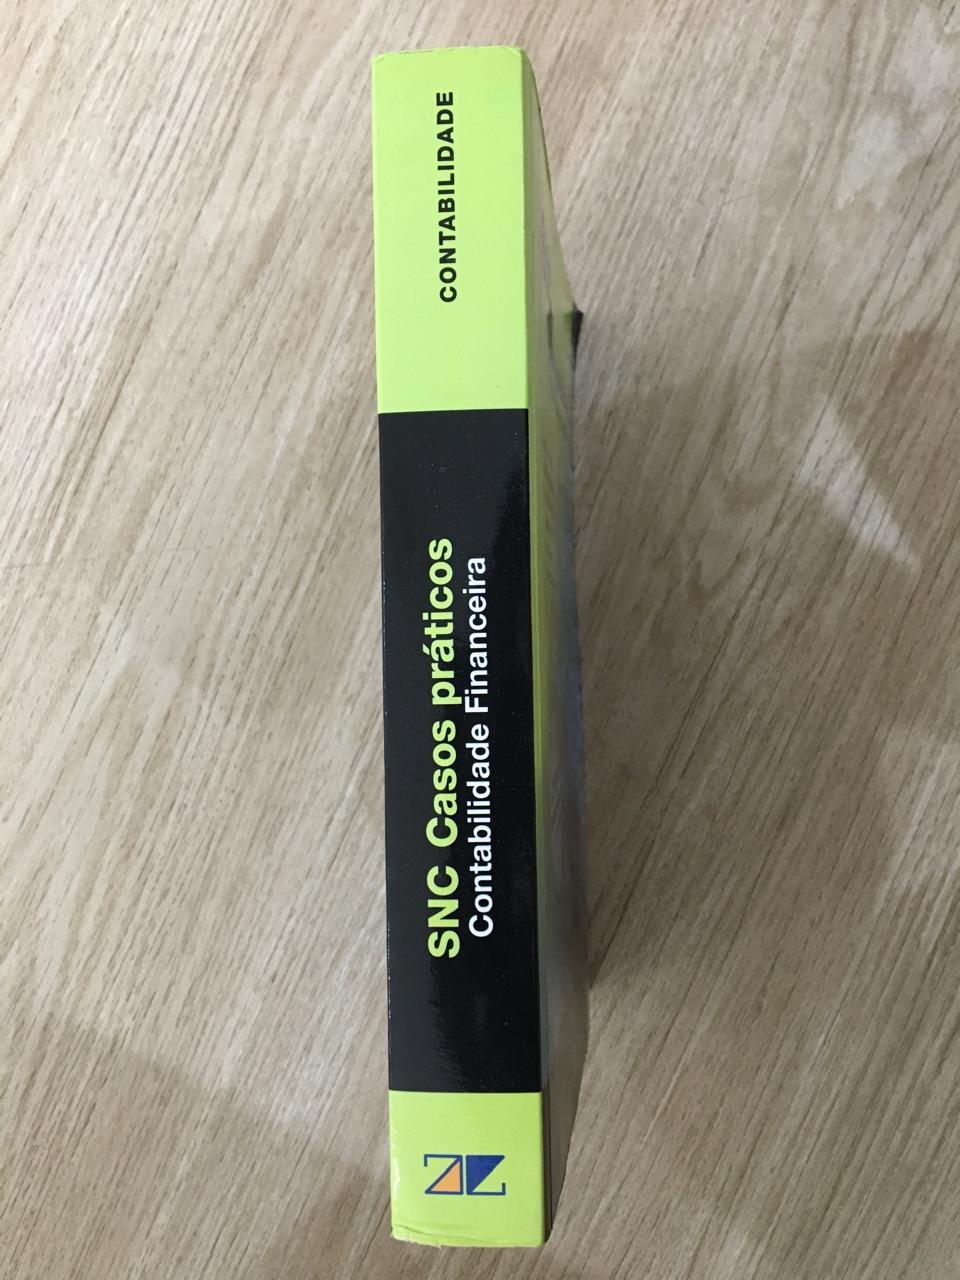 CONTABILIDADE
SNC Casos práticos
Contabilidade Financeira